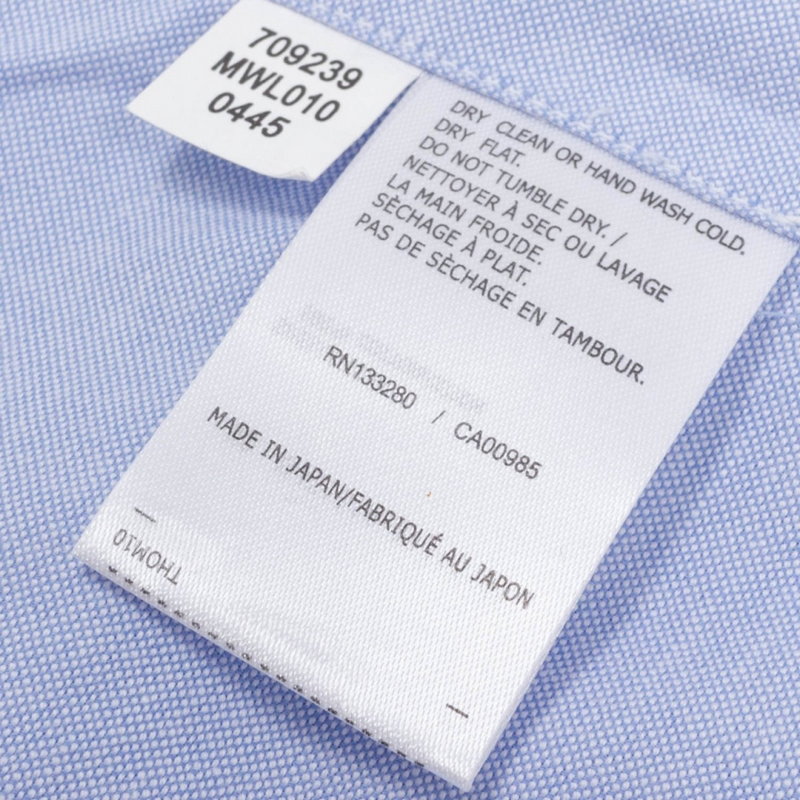 709239
MWL010
0445
DRY CLEAN OR HAND WASH COLD.
DRY FLAT.
DO NOT TUMBLE DRY. /
NETTOYER À SEC OU LAVAGE
LA MAIN FROIDE.
SÈCHAGE À PLAT.
PAS DE SÈCHAGE EN TAMBOUR.
RN133280 / CA00985
MADE IN JAPAN/FABRIQUÉ AU JAPON
THOM10